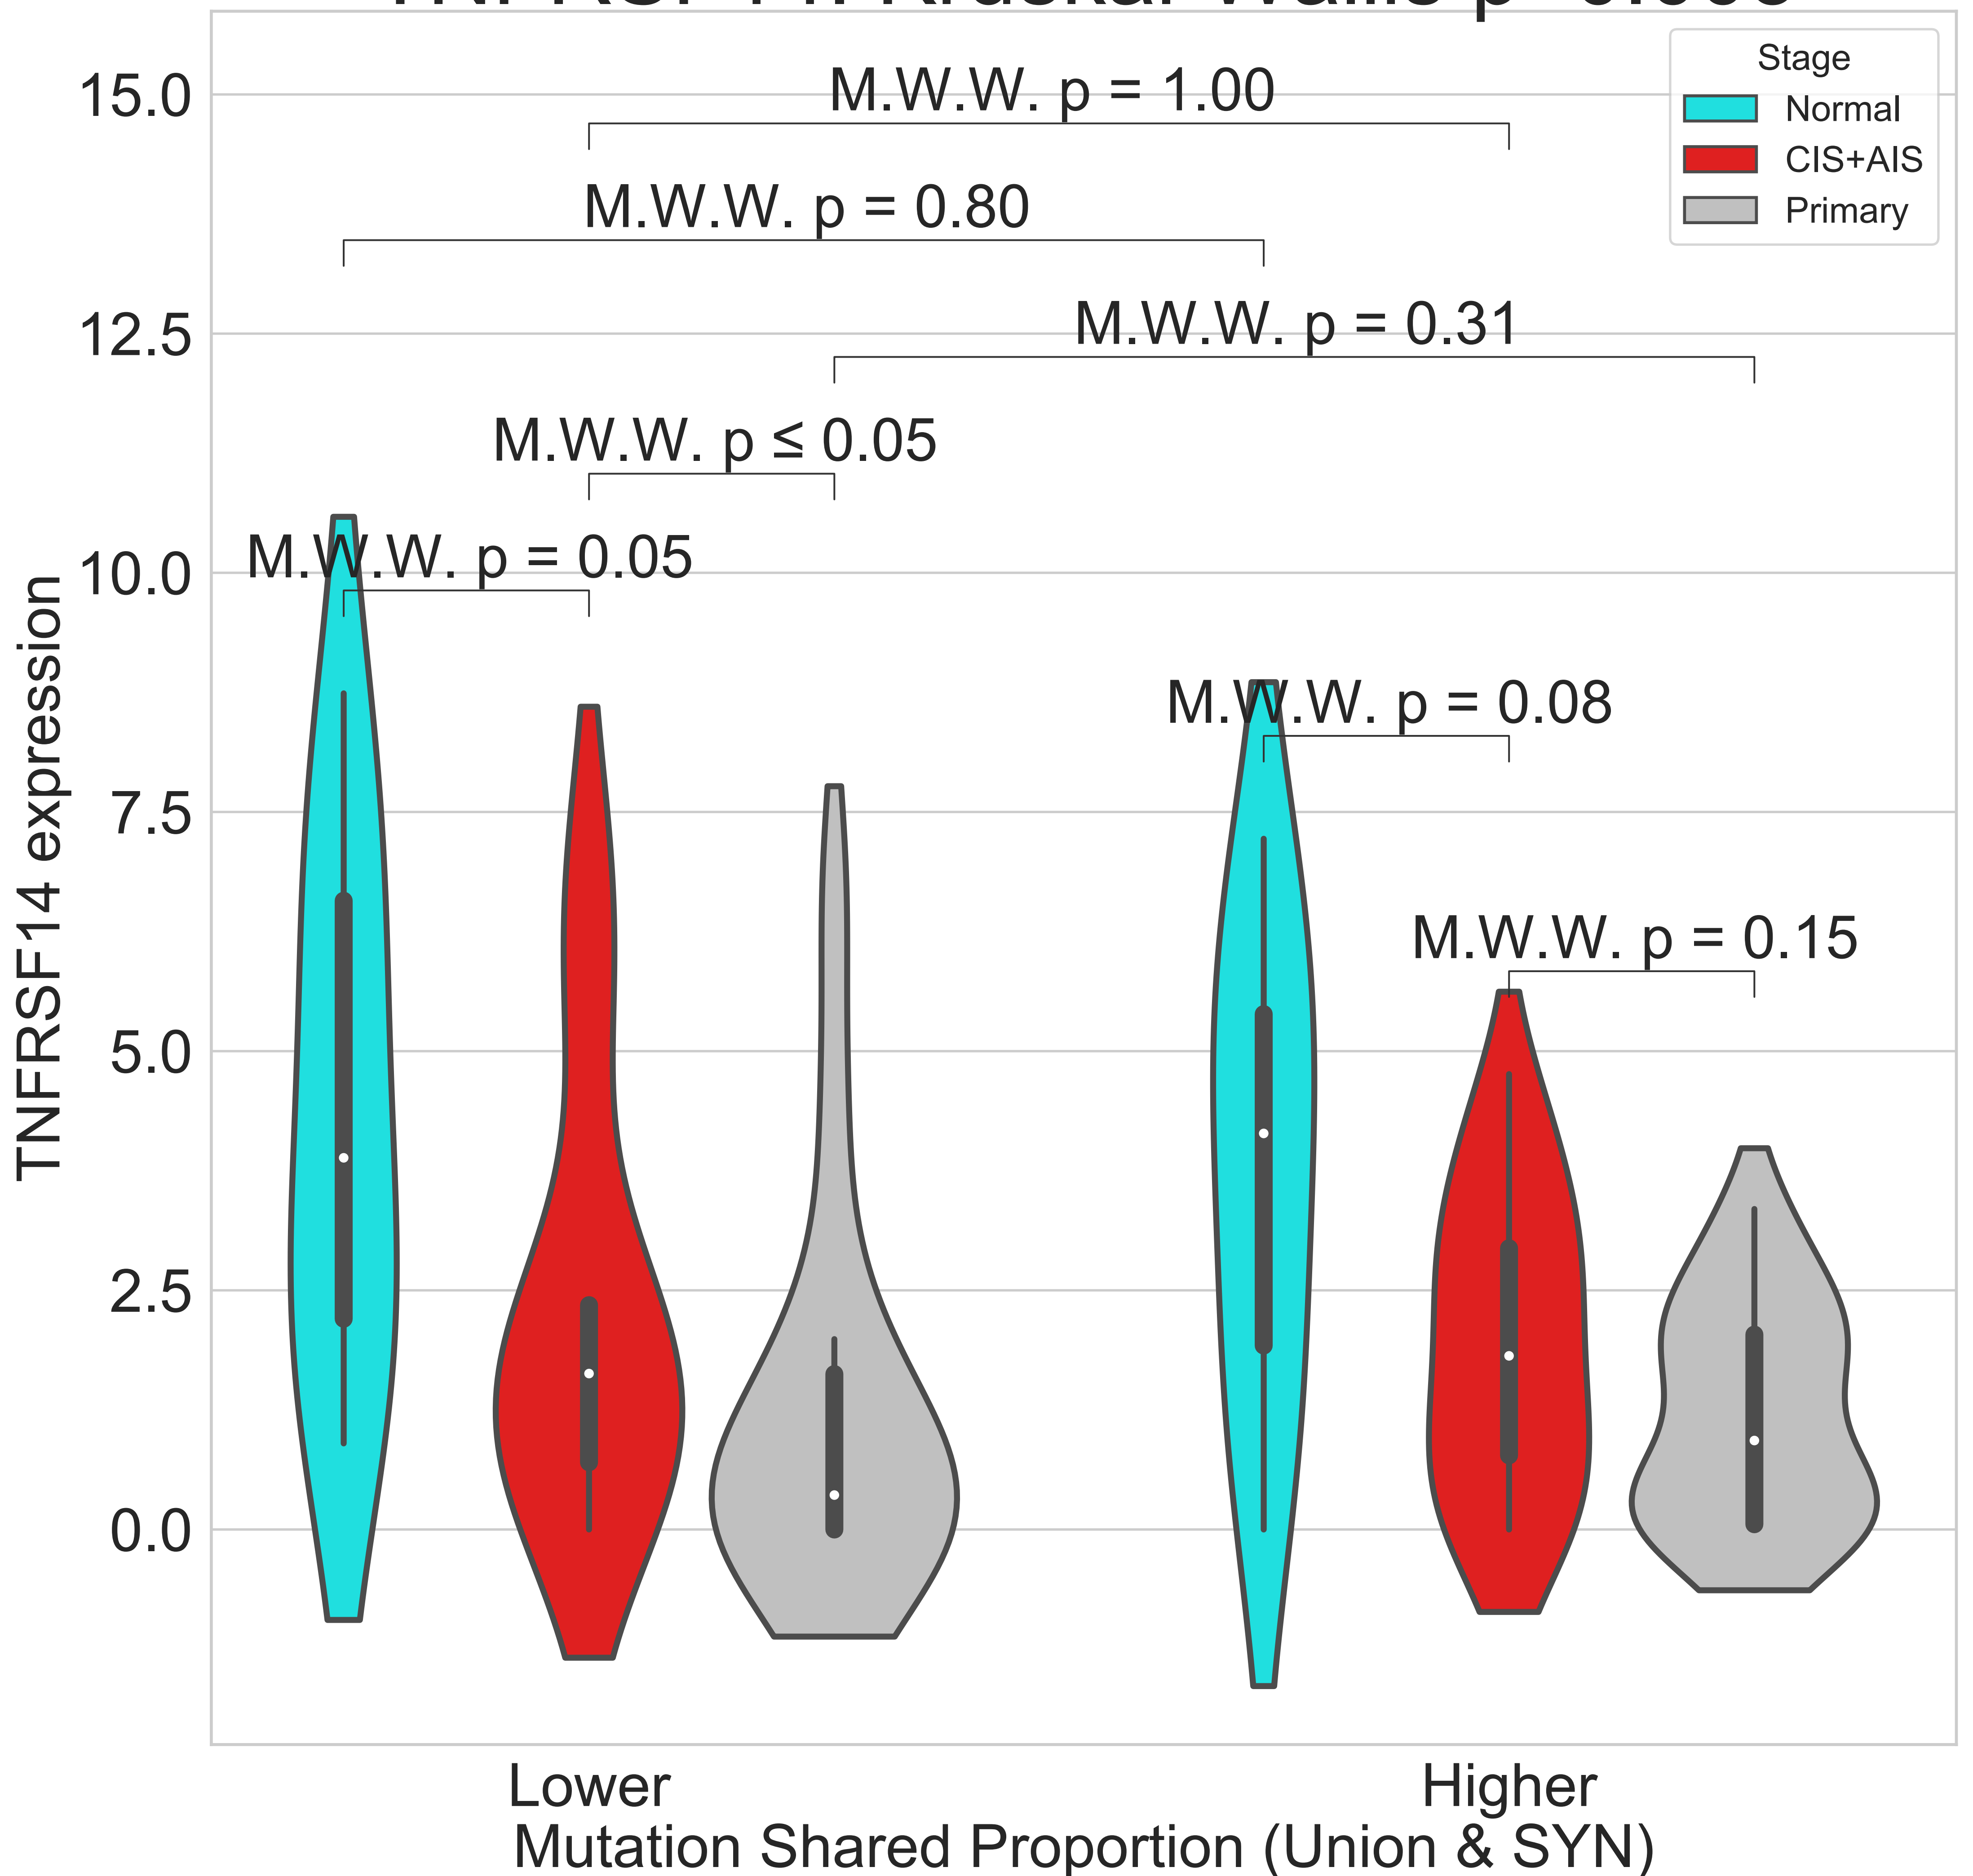 15.0
12.5
10.0
7.5
5.0
2.5
0.0
TNFRSF14 expression
M.W.W. p = 1.00
M.W.W. p = 0.80
M.W.W. p = 0.31
M.W.W. p ≤ 0.05
M.W.W. p = 0.05
M.W.W. p = 0.08
M.W.W. p = 0.15
Stage
Normal
CIS+AIS
Primary
Lower
Higher
Mutation Shared Proportion (Union & SYN)